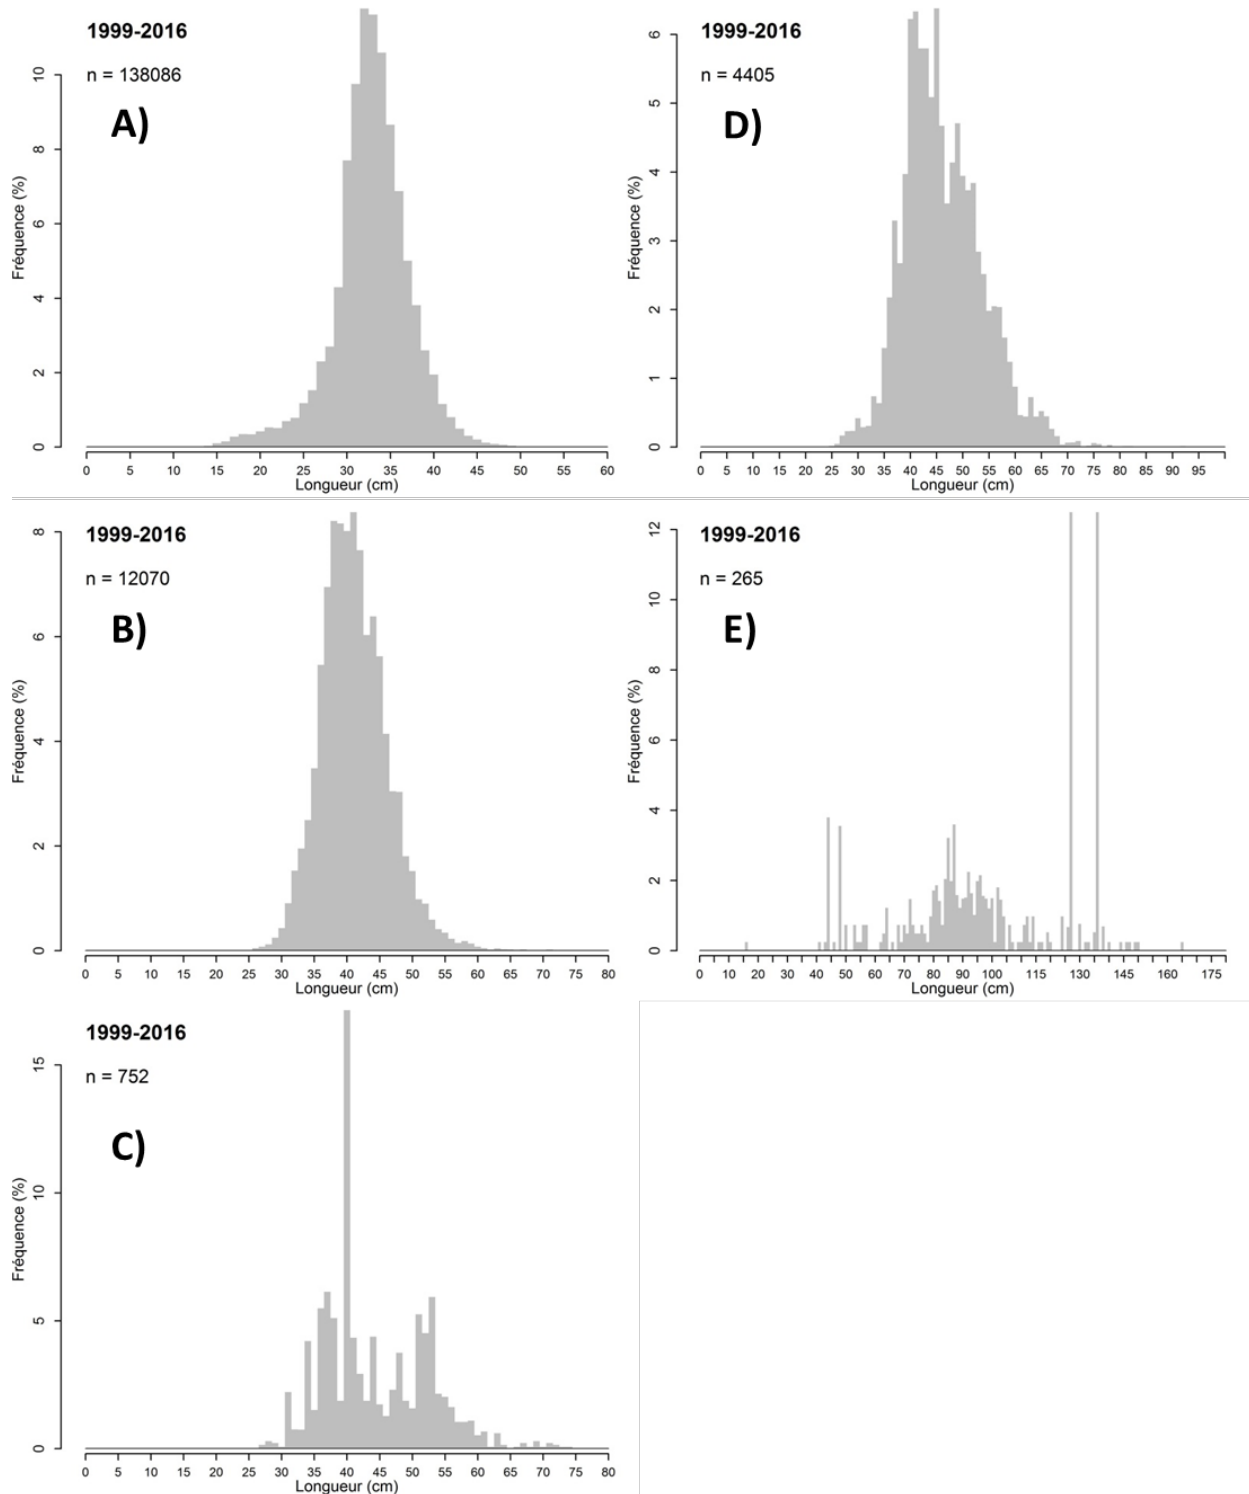 1999-2016
n = 138086
A)
Fréquence (%)
0 2 4 6 8 10
0 5 10 15 20 25 30 35 40 45 50 55 60
Longueur (cm)
1999-2016
n = 4405
D)
Fréquence (%)
0 1 2 3 4 5 6
0 5 10 15 20 25 30 35 40 45 50 55 60 65 70 75 80 85 90 95
Longueur (cm)
1999-2016
n = 12070
B)
Fréquence (%)
0 2 4 6 8
0 5 10 15 20 25 30 35 40 45 50 55 60 65 70 75 80
Longueur (cm)
1999-2016
n = 265
E)
Fréquence (%)
0 2 4 6 8 10 12
0 10 20 30 40 50 60 70 80 90 100 115 130 145 160 175
Longueur (cm)
1999-2016
n = 752
C)
Fréquence (%)
0 5 10 15
0 5 10 15 20 25 30 35 40 45 50 55 60 65 70 75 80
Longueur (cm)